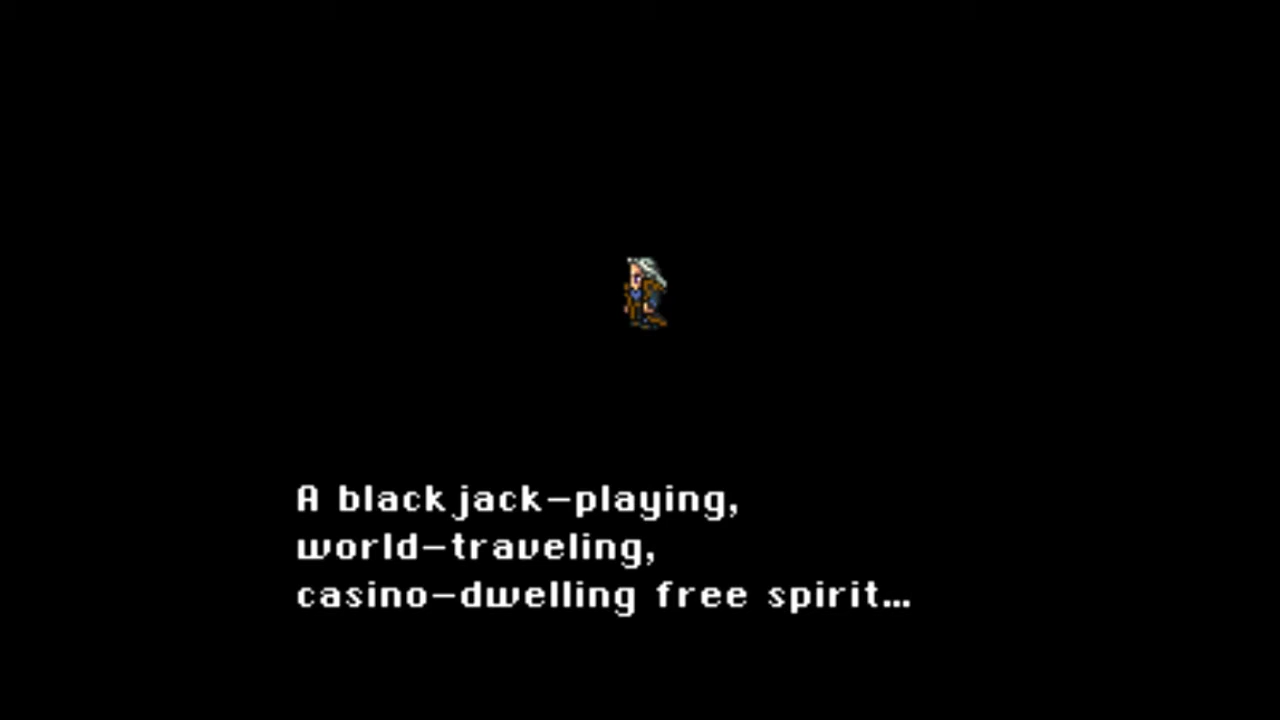 A blackjack-playing,
world-traveling,
casino-dwelling free spirit...